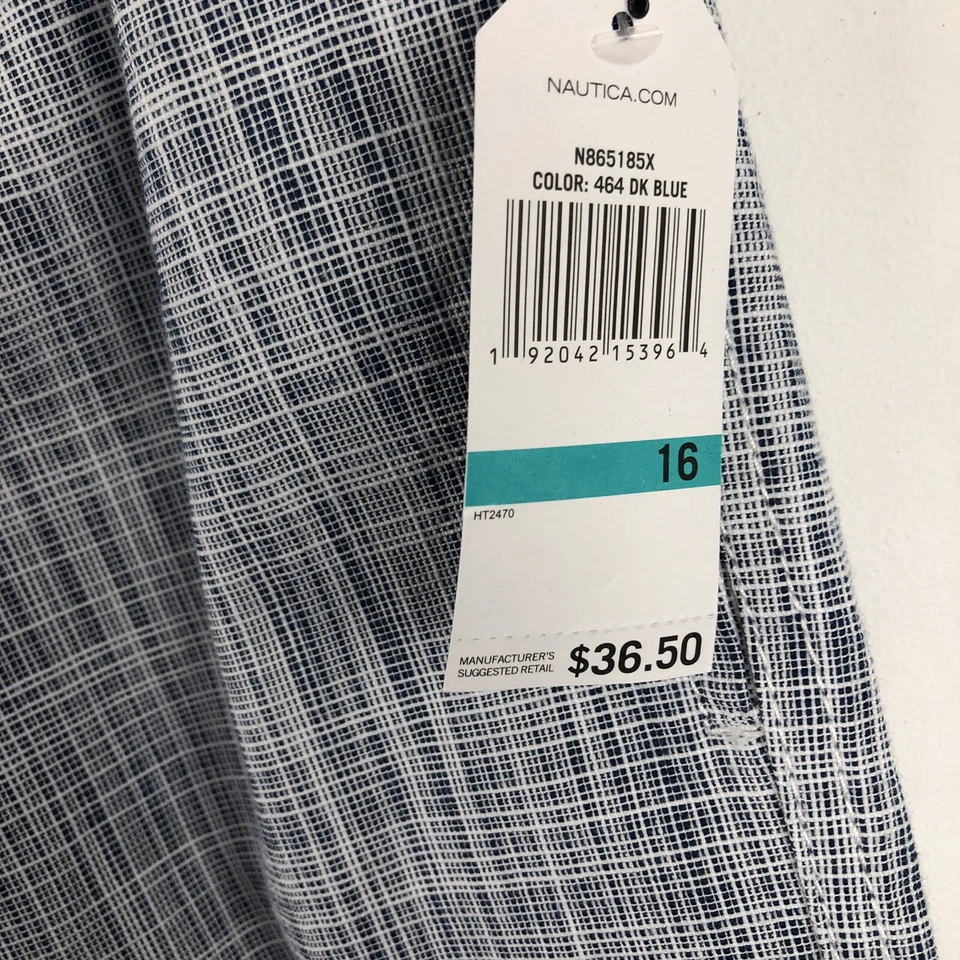 NAUTICA.COM
N865185X
COLOR: 464 DK BLUE
1 92042 15396 4
16
HT2470
MANUFACTURER'S
SUGGESTED RETAIL $36.50